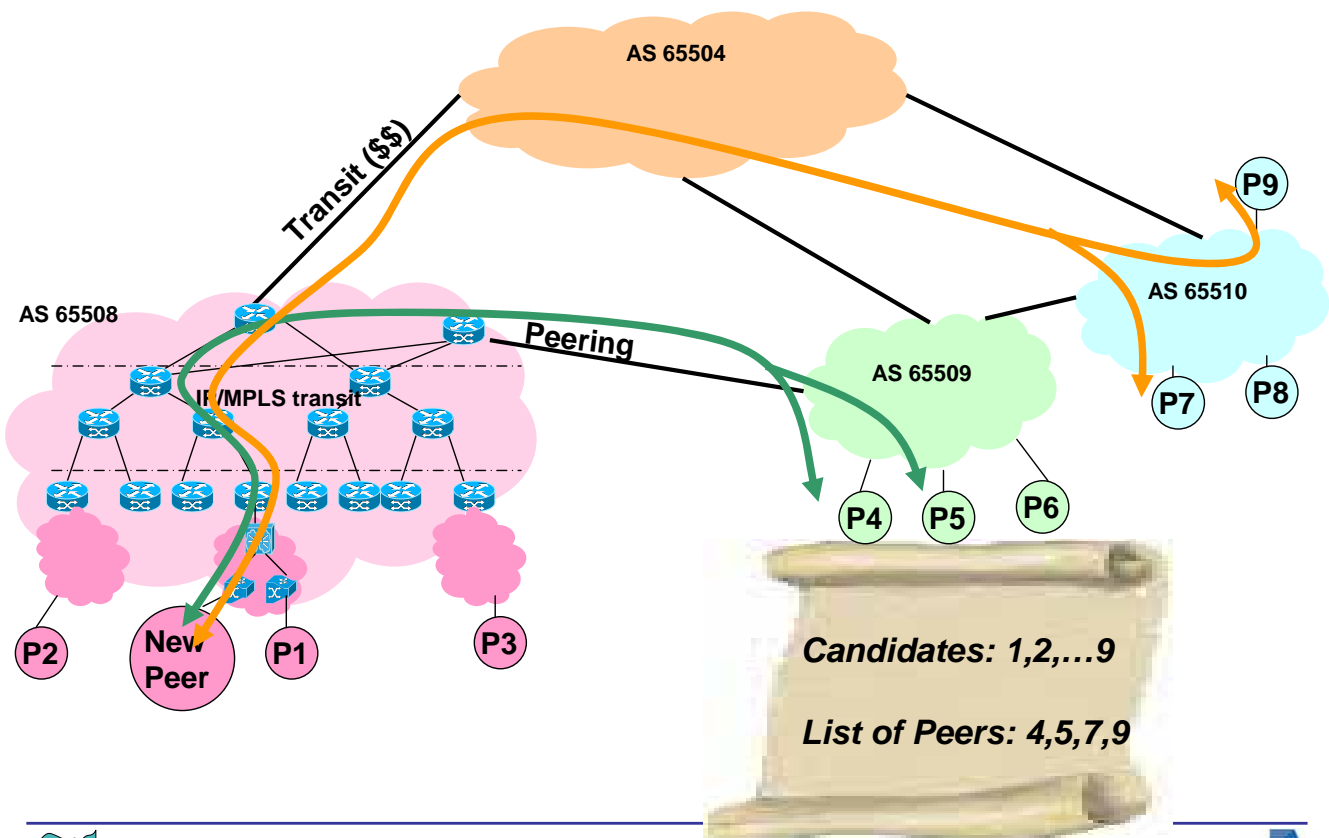 AS 65504
Transit ($$)
P9
AS 65510
AS 65508
Peering
AS 65509
IP/MPLS transit
P7
P8
P4
P5
P6
P2
New
Peer
P1
P3
Candidates: 1,2,…9
List of Peers: 4,5,7,9